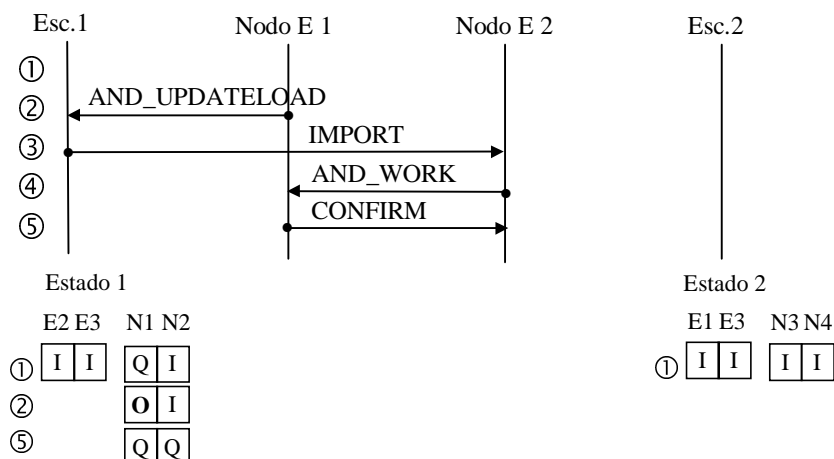 Esc.1 Nodo E 1 Nodo E 2 Esc.2
①
② AND_UPDATELOAD
③ IMPORT
④ AND_WORK
⑤ CONFIRM
Estado 1 Estado 2
E2 E3 N1 N2 E1 E3 N3 N4
① I I Q I ① I I I I
② O I
⑤ Q Q